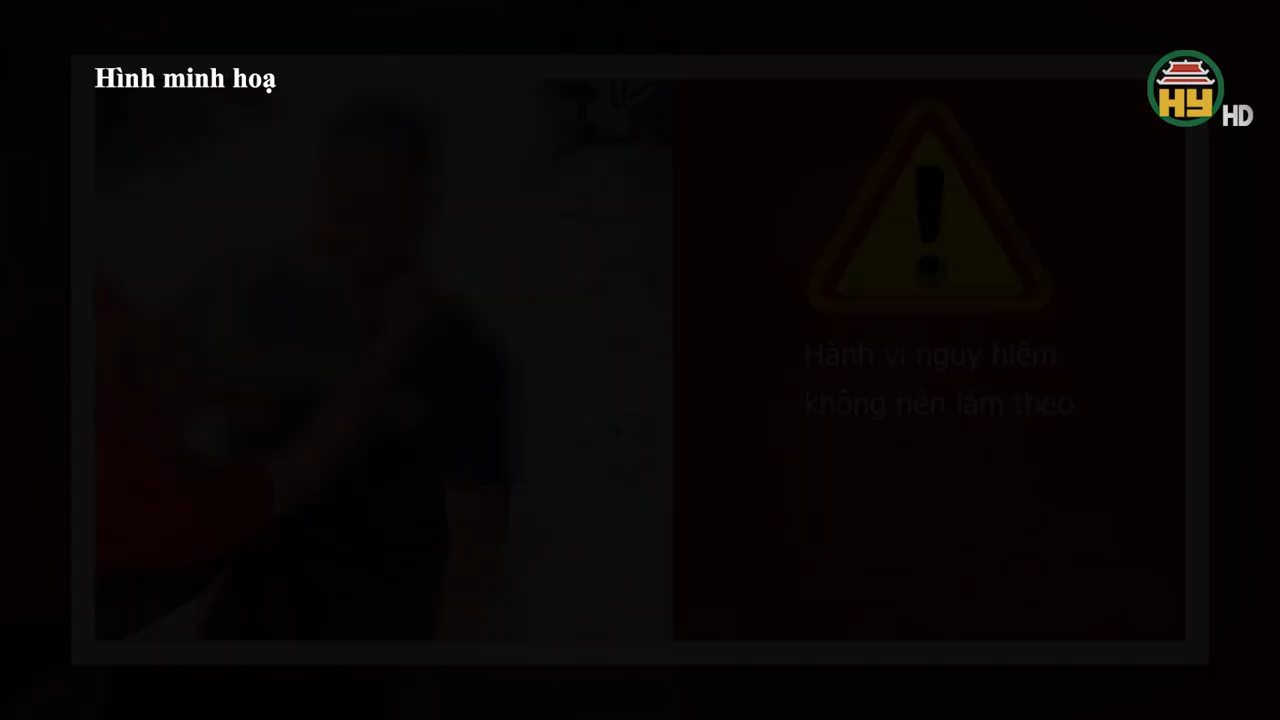 Hình minh hoạ
HY
HD
Hành vi nguy hiểm
không nên làm theo